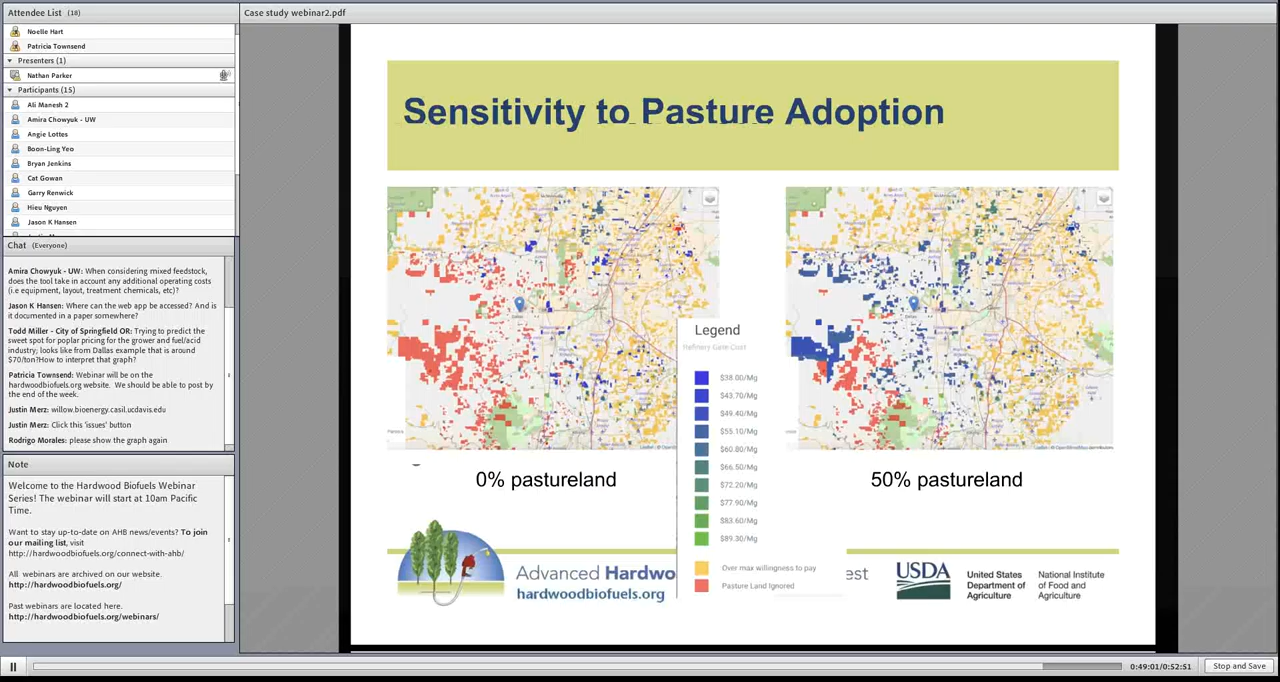 Attendee List (18)
Noelle Hart
Patricia Townsend
Presenters (1)
Nathan Parker
Participants (15)
Ali Manesh 2
Amira Chowyuk - UW
Angie Lottes
Boon-Ling Yeo
Bryan Jenkins
Cat Gowan
Garry Renwick
Hieu Nguyen
Jason K Hansen
Chat (Everyone)
Amira Chowyuk - UW: When considering mixed feedstock,
does the tool take in account any additional operating costs
(i.e equipment, layout, treatment chemicals, etc)?
Jason K Hansen: Where can the web app be accessed? And is
it documented in a paper somewhere?
Todd Miller - City of Springfield OR: Trying to predict the
sweet spot for poplar pricing for the grower and fuel/acid
industry; looks like from Dallas example that is around
$70/ton?How to interpret that graph?
Patricia Townsend: Webinar will be on the
hardwoodbiofuels.org website. We should be able to post by
the end of the week.
Justin Merz: willow.bioenergy.casil.ucdavis.edu
Justin Merz: Click this 'issues' button
Rodrigo Morales: please show the graph again
Note
Welcome to the Hardwood Biofuels Webinar
Series! The webinar will start at 10am Pacific
Time.
Want to stay up-to-date on AHB news/events? To join
our mailing list, visit
http://hardwoodbiofuels.org/connect-with-ahb/
All webinars are archived on our website.
http://hardwoodbiofuels.org/
Past webinars are located here.
http://hardwoodbiofuels.org/webinars/
Case study webinar2.pdf
Sensitivity to Pasture Adoption
Legend
Refinery Gate Cost
$38.00/Mg
$43.70/Mg
$49.40/Mg
$55.10/Mg
$60.80/Mg
$66.50/Mg
$72.20/Mg
$77.90/Mg
$83.60/Mg
$89.30/Mg
Over max willingness to pay
Pasture Land Ignored
0% pastureland
50% pastureland
Advanced Hardwo
est
hardwoodbiofuels.org
USDA
United States
Department of
Agriculture
National Institute
of Food and
Agriculture
0:49:01/0:52:51
Stop and Save